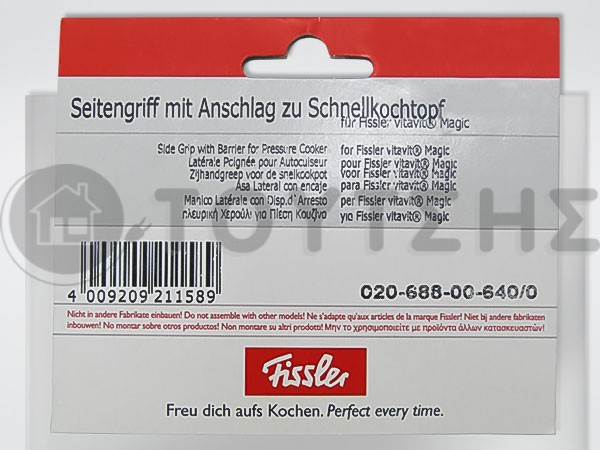 Seitengriff mit Anschlag zu Schnellkochtopf
für Fissler vitavit® Magic
Side Grip with Barrier for Pressure Cooker for Fissler vitavit® Magic
Latérale Poignée pour Autocuiseur pour Fissler vitavit® Magic
Zijhandgreep voor de snelkookpot voor Fissler vitavit® Magic
Asa Lateral con encaje para Fissler vitavit® Magic
Manico Latérale con Disp.d`Arresto per Fissler vitavit® Magic
πλευρική Χερούλι για Πίεση Κουζίνα για Fissler vitavit® Magic
ΤΟΥΤΖΗΣ
4 009209 211589
020-688-00-640/0
Nicht in andere Fabrikate einbauen! Do not assemble with other models! Ne s'adapte qu'aux articles de la marque Fissler! Niet bij andere fabrikaten
inbouwen! No montar sobre otros productos! Non montare su altri prodotti! Μην το χρησιμοποιείτε με προϊόντα άλλων κατασκευαστών!
Fissler
Freu dich aufs Kochen. Perfect every time.